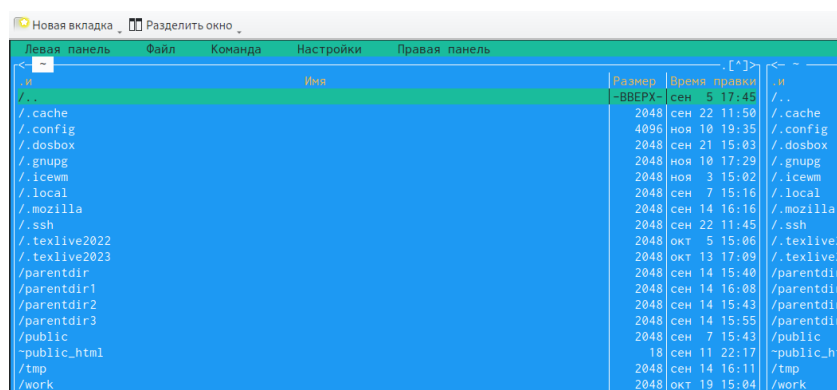 Новая вкладка Разделить окно
Левая панель Файл Команда Настройки Правая панель
<— ~ .[^]> <— ~
.и Имя Размер Время правки .и
/.. -ВВЕРХ- сен 5 17:45 /..
/.cache 2048 сен 22 11:50 /.cache
/.config 4096 ноя 10 19:35 /.config
/.dosbox 2048 сен 21 15:03 /.dosbox
/.gnupg 2048 ноя 10 17:29 /.gnupg
/.icewm 2048 ноя 3 15:02 /.icewm
/.local 2048 сен 7 15:16 /.local
/.mozilla 2048 сен 14 16:16 /.mozilla
/.ssh 2048 сен 22 11:45 /.ssh
/.texlive2022 2048 окт 5 15:06 /.texlive
/.texlive2023 2048 окт 13 17:09 /.texlive
/parentdir 2048 сен 14 15:40 /parentdi
/parentdir1 2048 сен 14 16:08 /parentdi
/parentdir2 2048 сен 14 15:43 /parentdi
/parentdir3 2048 сен 14 15:55 /parentdi
/public 2048 сен 7 15:43 /public
~public_html 18 сен 11 22:17 ~public_h
/tmp 2048 сен 14 16:11 /tmp
/work 2048 окт 19 15:04 /work